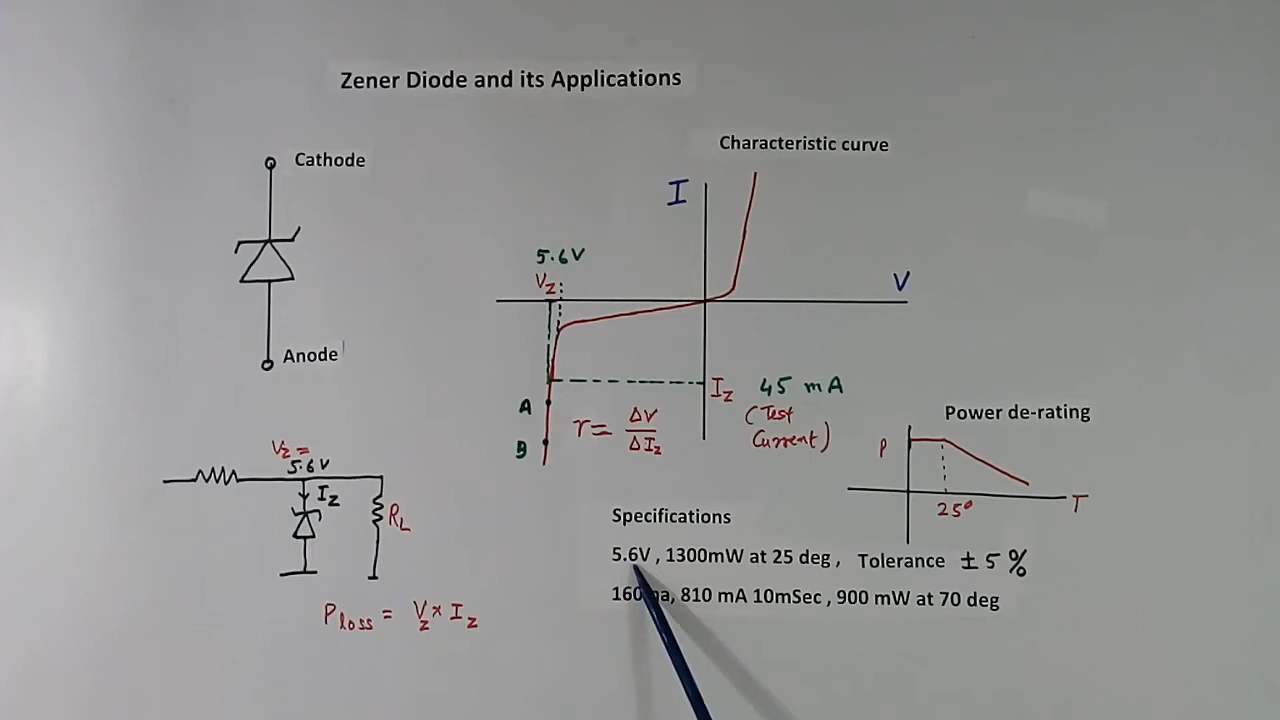 Zener Diode and its Applications
Cathode
Anode
Characteristic curve
I
V
5.6V
VZ
IZ 45 mA
(Test
Current)
A
B
r = ΔV/ΔIZ
Power de-rating
P
T
25°
VZ =
5.6V
IZ
RL
Ploss = VZ × IZ
Specifications
5.6V , 1300mW at 25 deg , Tolerance ± 5 %
810 mA 10mSec , 900 mW at 70 deg